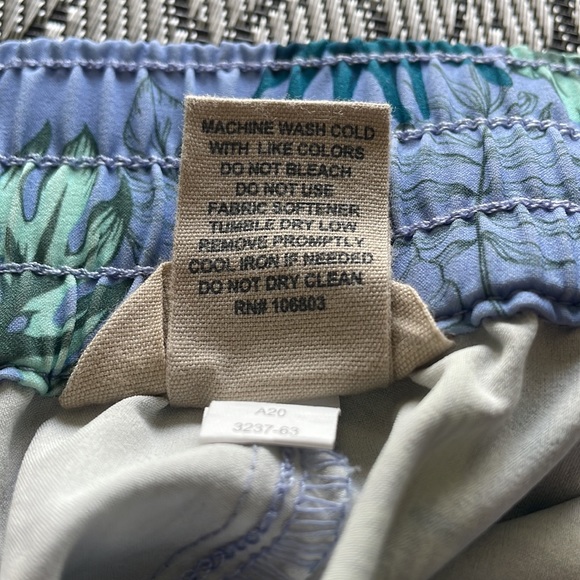 MACHINE WASH COLD
WITH LIKE COLORS
DO NOT BLEACH
DO NOT USE
FABRIC SOFTENER
TUMBLE DRY LOW
REMOVE PROMPTLY
COOL IRON IF NEEDED
DO NOT DRY CLEAN
RN# 106803
A20
3237-63